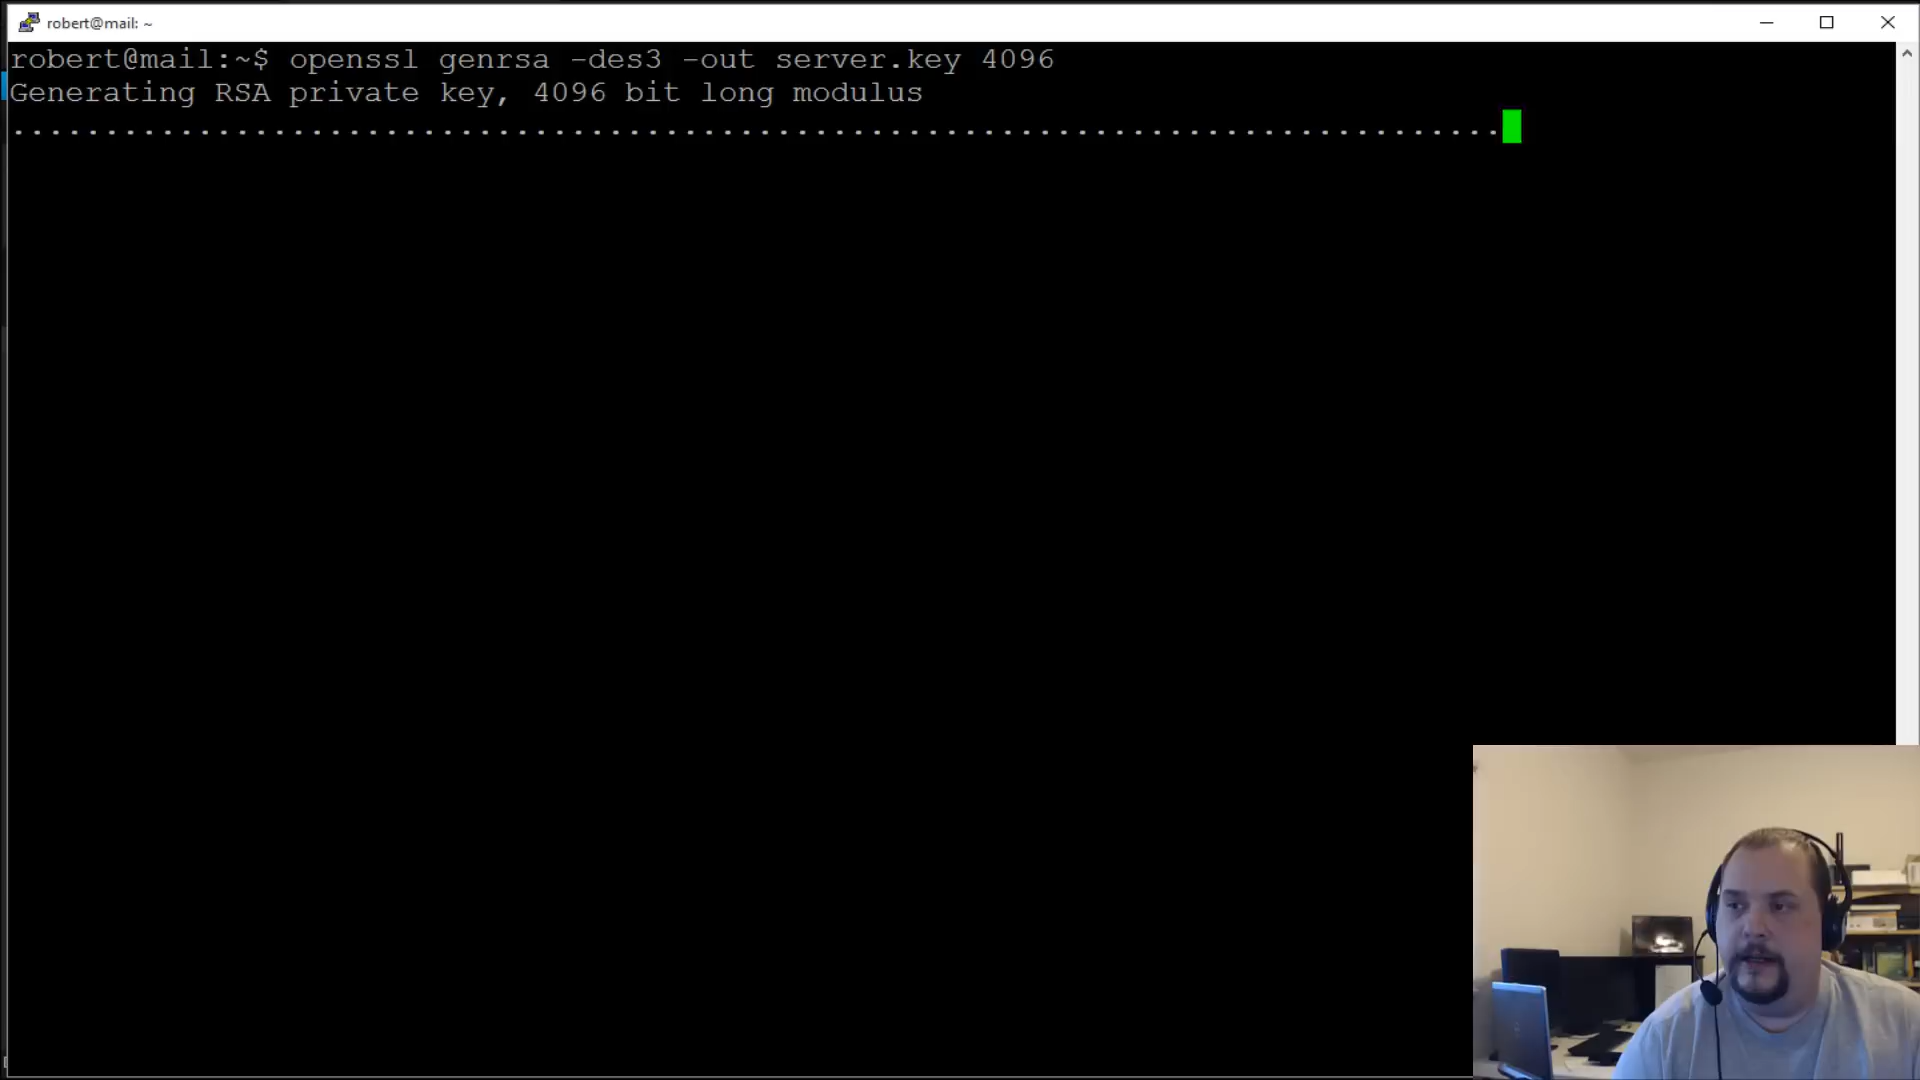 robert@mail: ~
robert@mail:~$ openssl genrsa -des3 -out server.key 4096
Generating RSA private key, 4096 bit long modulus
................................................................................